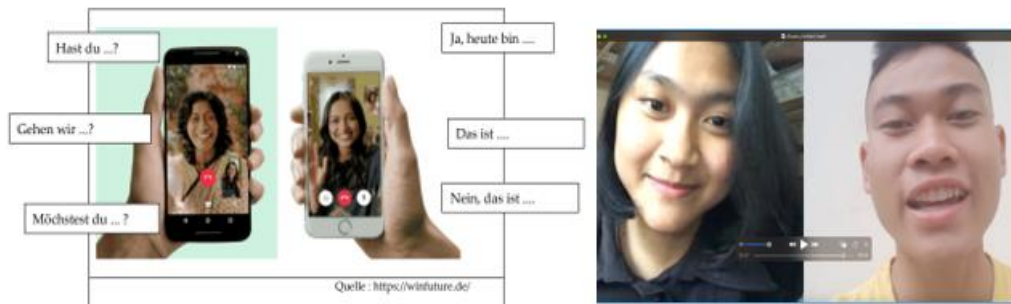 Hast du ...?
Ja, heute bin ....
Gehen wir ...?
Das ist ....
Möchtest du ... ?
Nein, das ist ....
Quelle : https://winfuture.de/